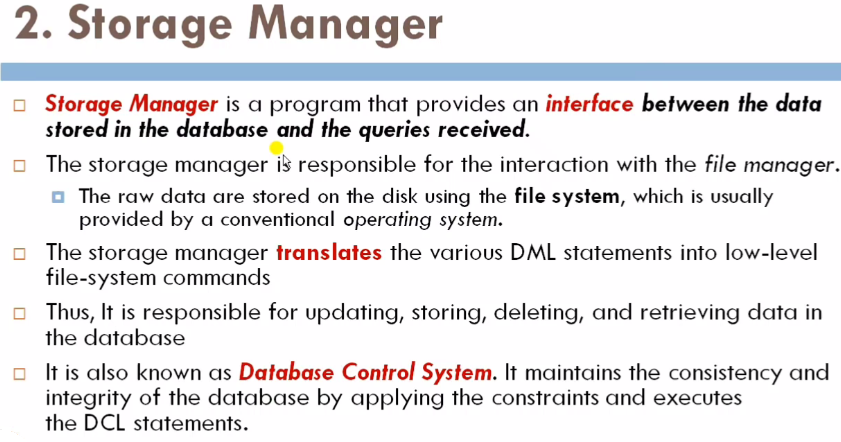 2. Storage Manager
Storage Manager is a program that provides an interface between the data
stored in the database and the queries received.
The storage manager is responsible for the interaction with the file manager.
The raw data are stored on the disk using the file system, which is usually
provided by a conventional operating system.
The storage manager translates the various DML statements into low-level
file-system commands
Thus, It is responsible for updating, storing, deleting, and retrieving data in
the database
It is also known as Database Control System. It maintains the consistency and
integrity of the database by applying the constraints and executes
the DCL statements.